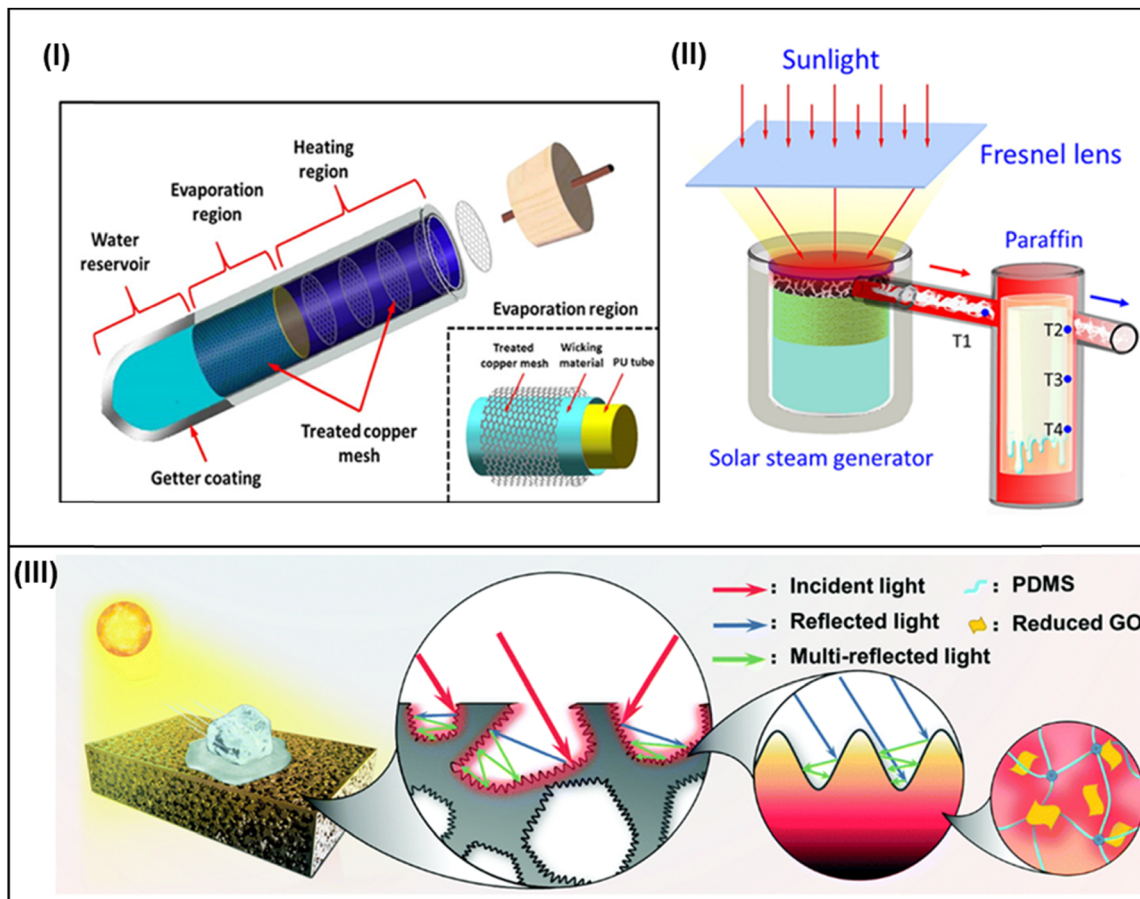 (I)
Heating
region
Evaporation
region
Water
reservoir
Evaporation region
Treated
copper mesh
Wicking
material
PU tube
Treated copper
mesh
Getter coating
(II)
Sunlight
Fresnel lens
Paraffin
T1
T2
T3
T4
Solar steam generator
(III)
: Incident light
: PDMS
: Reflected light
: Reduced GO
: Multi-reflected light